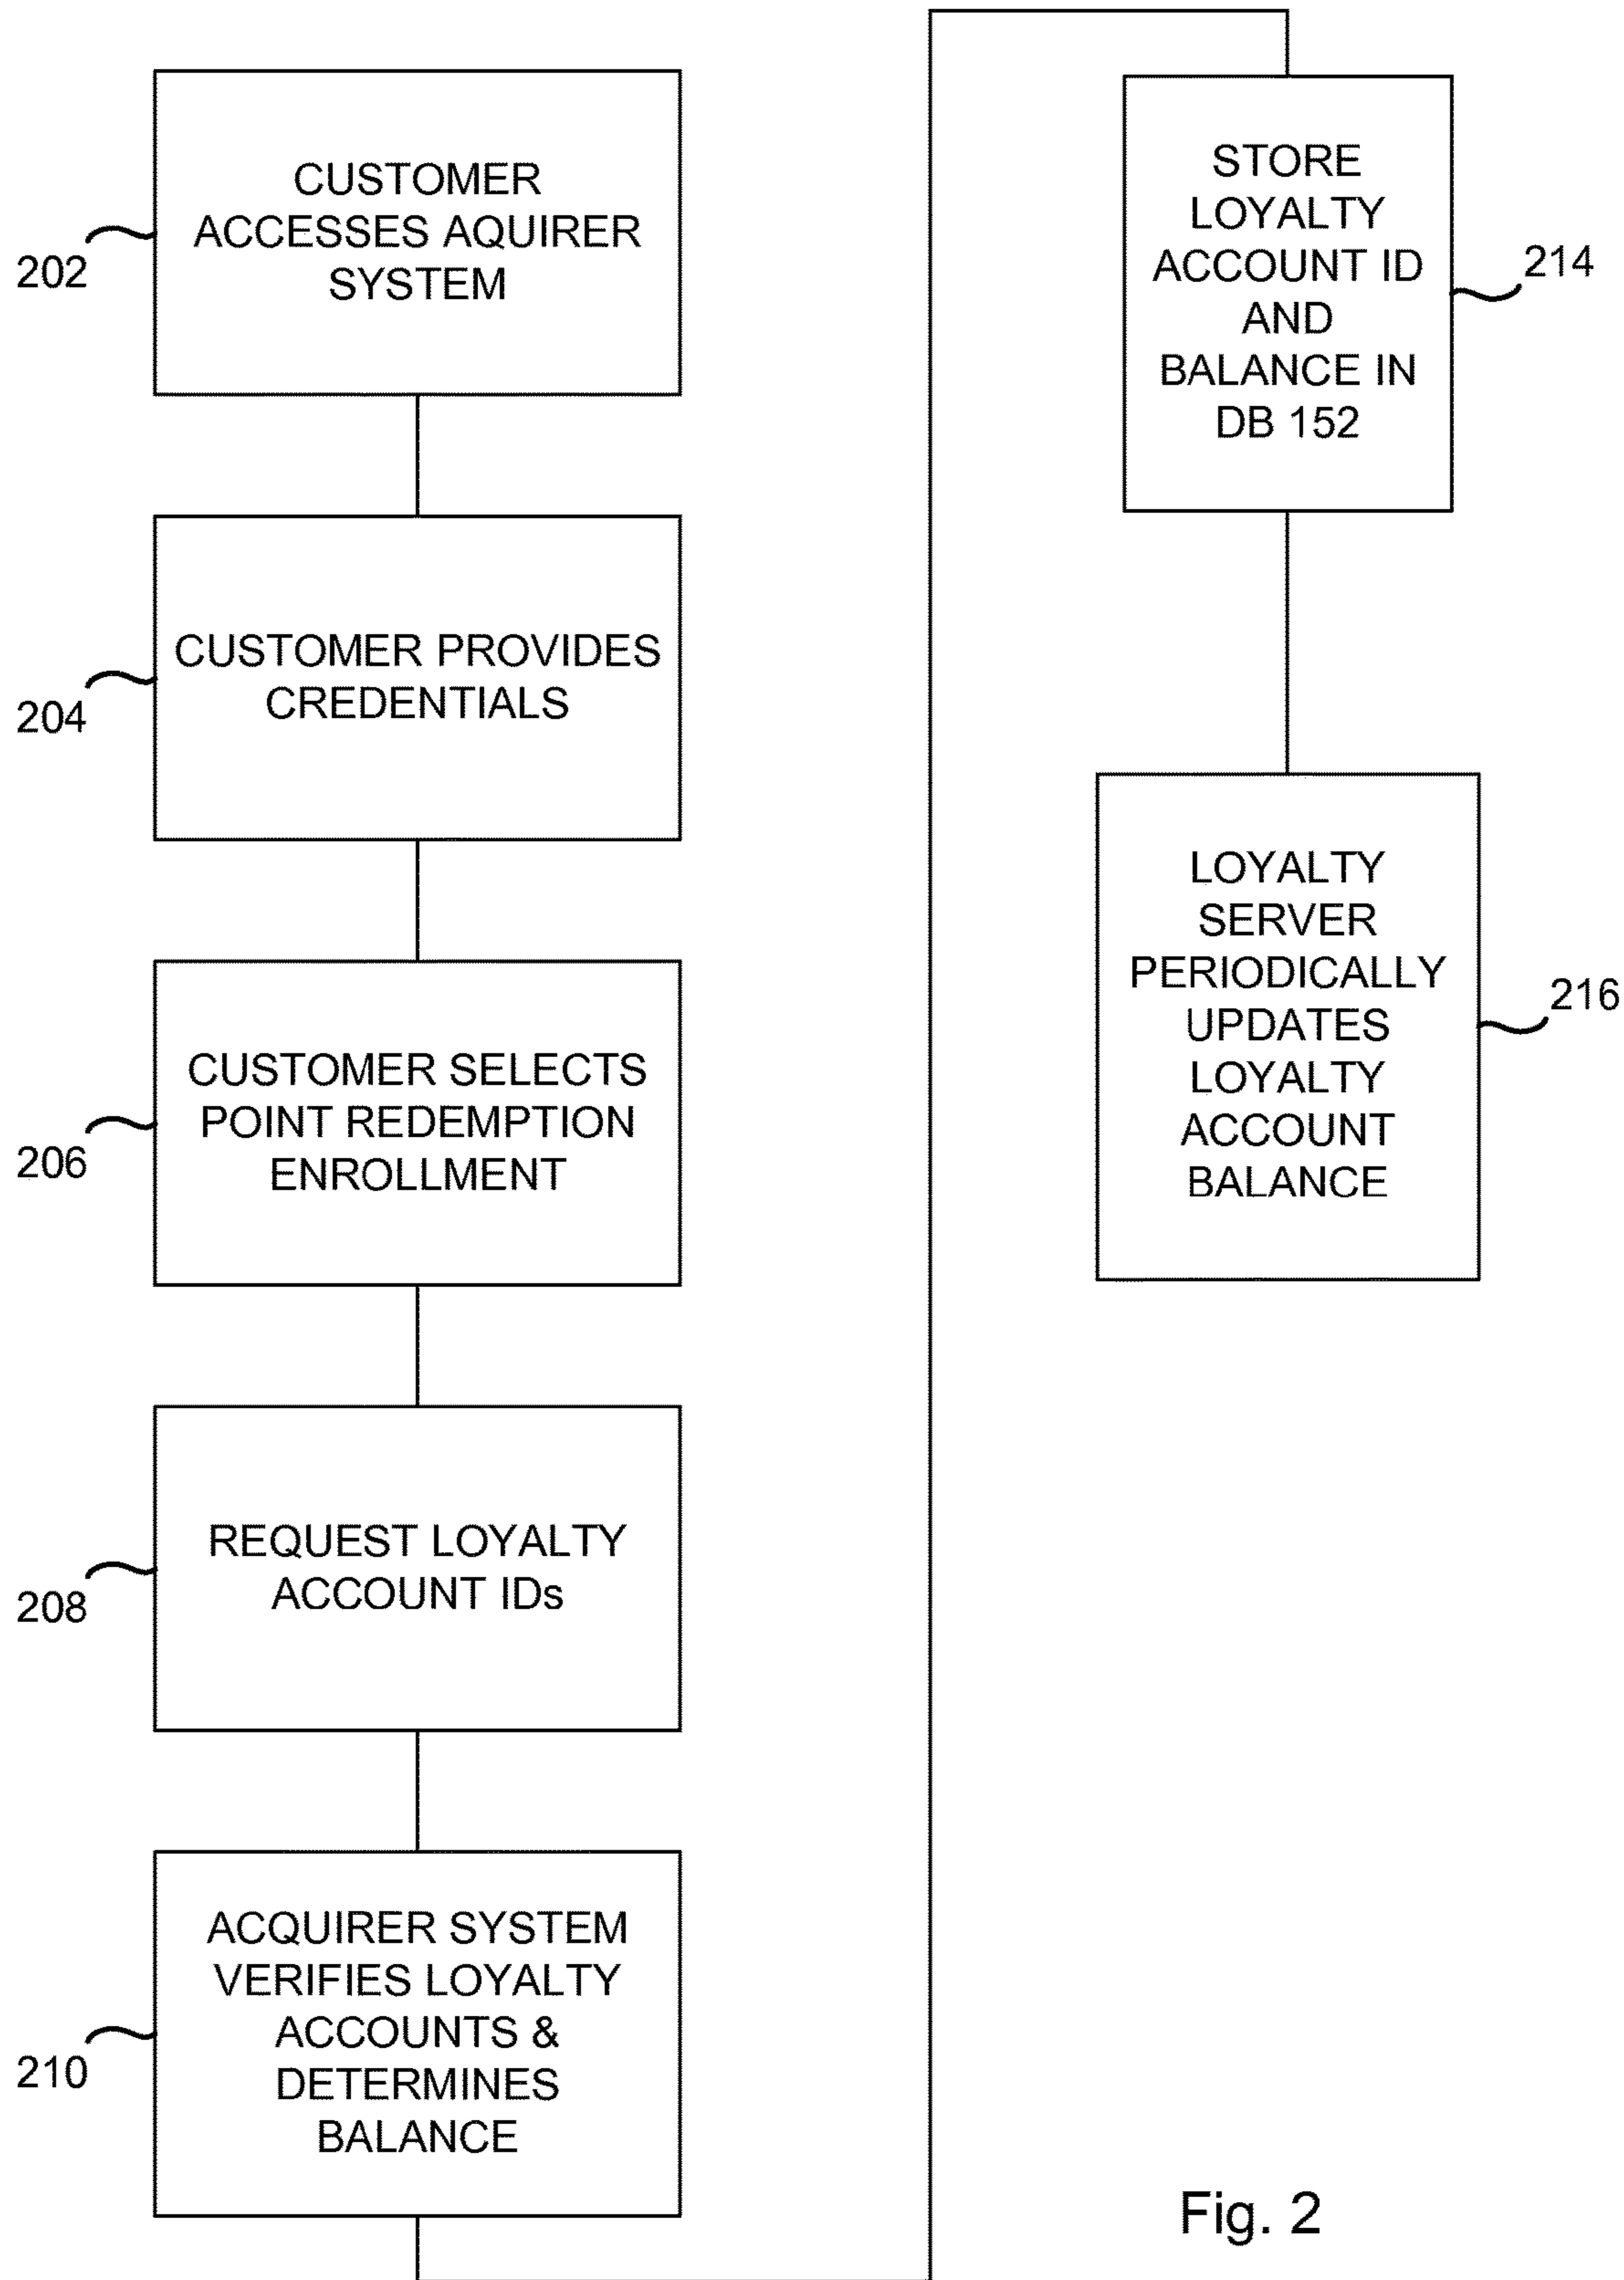 CUSTOMER
ACCESSES AQUIRER
SYSTEM
202
CUSTOMER PROVIDES
CREDENTIALS
204
CUSTOMER SELECTS
POINT REDEMPTION
ENROLLMENT
206
REQUEST LOYALTY
ACCOUNT IDs
208
ACQUIRER SYSTEM
VERIFIES LOYALTY
ACCOUNTS &
DETERMINES
BALANCE
210
STORE
LOYALTY
ACCOUNT ID
AND
BALANCE IN
DB 152
214
LOYALTY
SERVER
PERIODICALLY
UPDATES
LOYALTY
ACCOUNT
BALANCE
216
Fig. 2